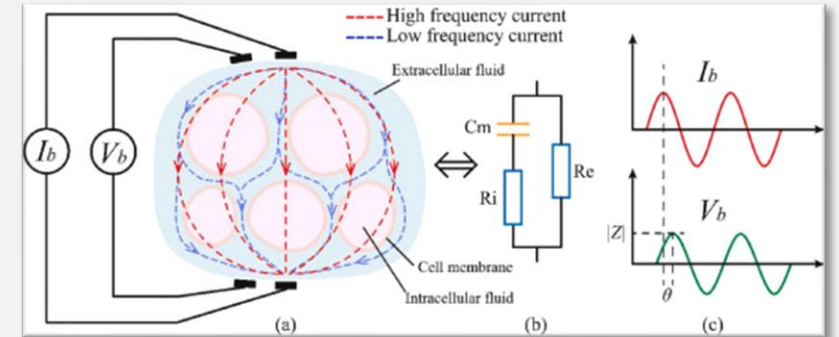 High frequency current
Low frequency current
Extracellular fluid
Ib
Vb
Cm
Ri
Re
Cell membrane
Intracellular fluid
(a)
(b)
Ib
Vb
|Z|
θ
(c)